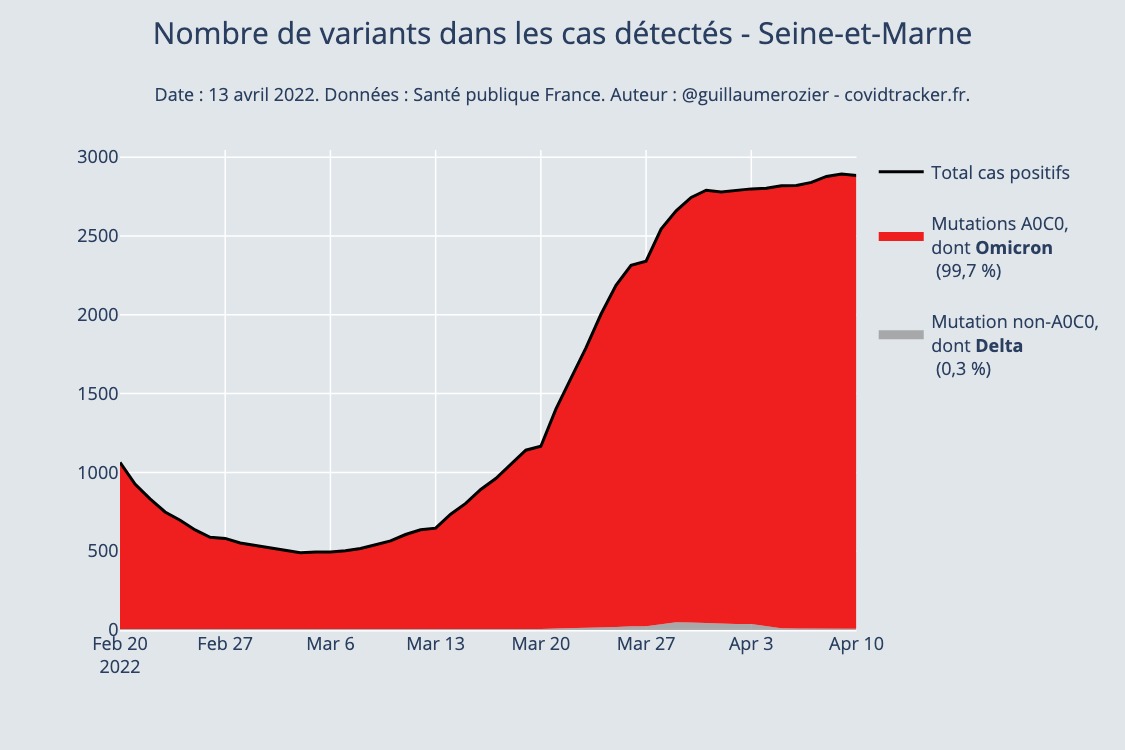 Nombre de variants dans les cas détectés - Seine-et-Marne
Date : 13 avril 2022. Données : Santé publique France. Auteur : @guillaumerozier - covidtracker.fr.
3000
2500
2000
1500
1000
500
0
Feb 20
2022
Feb 27
Mar 6
Mar 13
Mar 20
Mar 27
Apr 3
Apr 10
Total cas positifs
Mutations A0C0,
dont Omicron
(99,7 %)
Mutation non-A0C0,
dont Delta
(0,3 %)